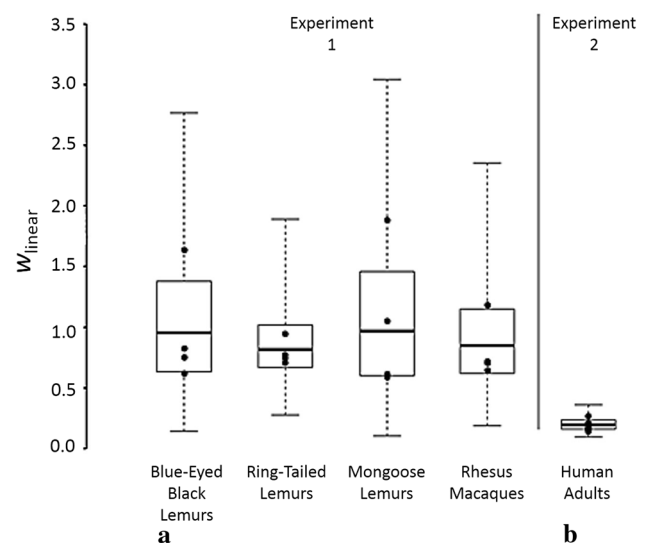 Experiment
1
Experiment
2
3.5
3.0
2.5
2.0
1.5
1.0
0.5
0.0
wlinear
Blue-Eyed
Black
Lemurs
Ring-Tailed
Lemurs
Mongoose
Lemurs
Rhesus
Macaques
Human
Adults
a
b